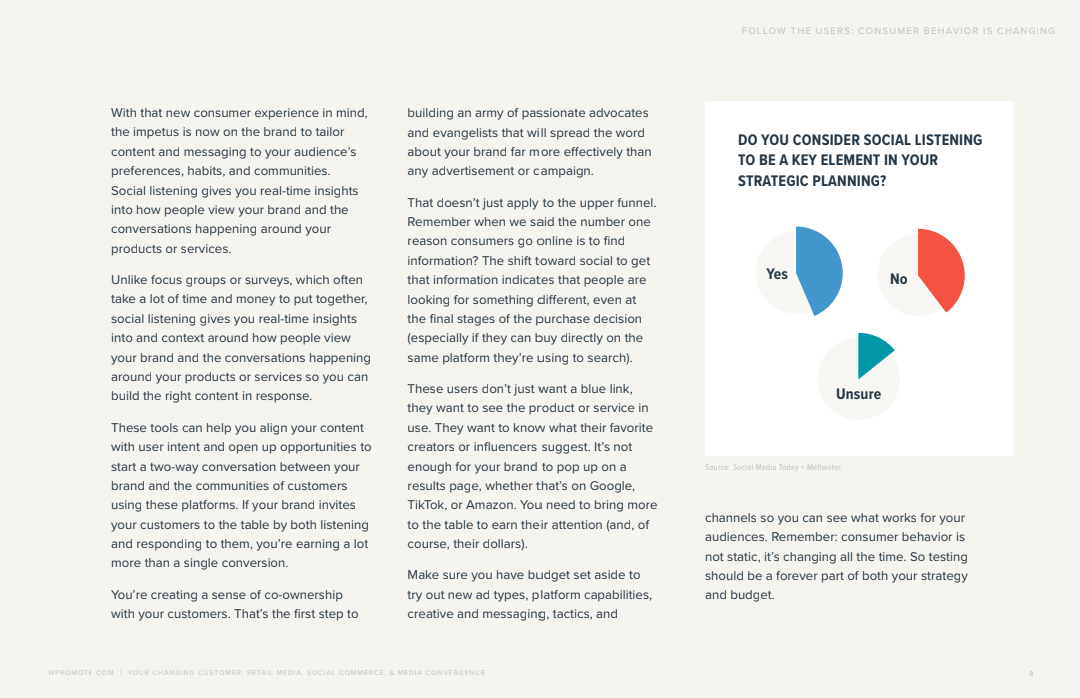 FOLLOW THE USERS: CONSUMER BEHAVIOR IS CHANGING
With that new consumer experience in mind,
the impetus is now on the brand to tailor
content and messaging to your audience's
preferences, habits, and communities.
Social listening gives you real-time insights
into how people view your brand and the
conversations happening around your
products or services.
Unlike focus groups or surveys, which often
take a lot of time and money to put together,
social listening gives you real-time insights
into and context around how people view
your brand and the conversations happening
around your products or services so you can
build the right content in response.
These tools can help you align your content
with user intent and open up opportunities to
start a two-way conversation between your
brand and the communities of customers
using these platforms. If your brand invites
your customers to the table by both listening
and responding to them, you're earning a lot
more than a single conversion.
You're creating a sense of co-ownership
with your customers. That's the first step to
building an army of passionate advocates
and evangelists that will spread the word
about your brand far more effectively than
any advertisement or campaign.
That doesn't just apply to the upper funnel.
Remember when we said the number one
reason consumers go online is to find
information? The shift toward social to get
that information indicates that people are
looking for something different, even at
the final stages of the purchase decision
(especially if they can buy directly on the
same platform they're using to search).
These users don't just want a blue link,
they want to see the product or service in
use. They want to know what their favorite
creators or influencers suggest. It's not
enough for your brand to pop up on a
results page, whether that's on Google,
TikTok, or Amazon. You need to bring more
to the table to earn their attention (and, of
course, their dollars).
Make sure you have budget set aside to
try out new ad types, platform capabilities,
creative and messaging, tactics, and
DO YOU CONSIDER SOCIAL LISTENING
TO BE A KEY ELEMENT IN YOUR
STRATEGIC PLANNING?
Yes
No
Unsure
Source: Social Media Today + Meltwater
channels so you can see what works for your
audiences. Remember: consumer behavior is
not static, it's changing all the time. So testing
should be a forever part of both your strategy
and budget.
WPROMOTE.COM | YOUR CHANGING CUSTOMER: RETAIL MEDIA, SOCIAL COMMERCE, & MEDIA CONVERGENCE
8